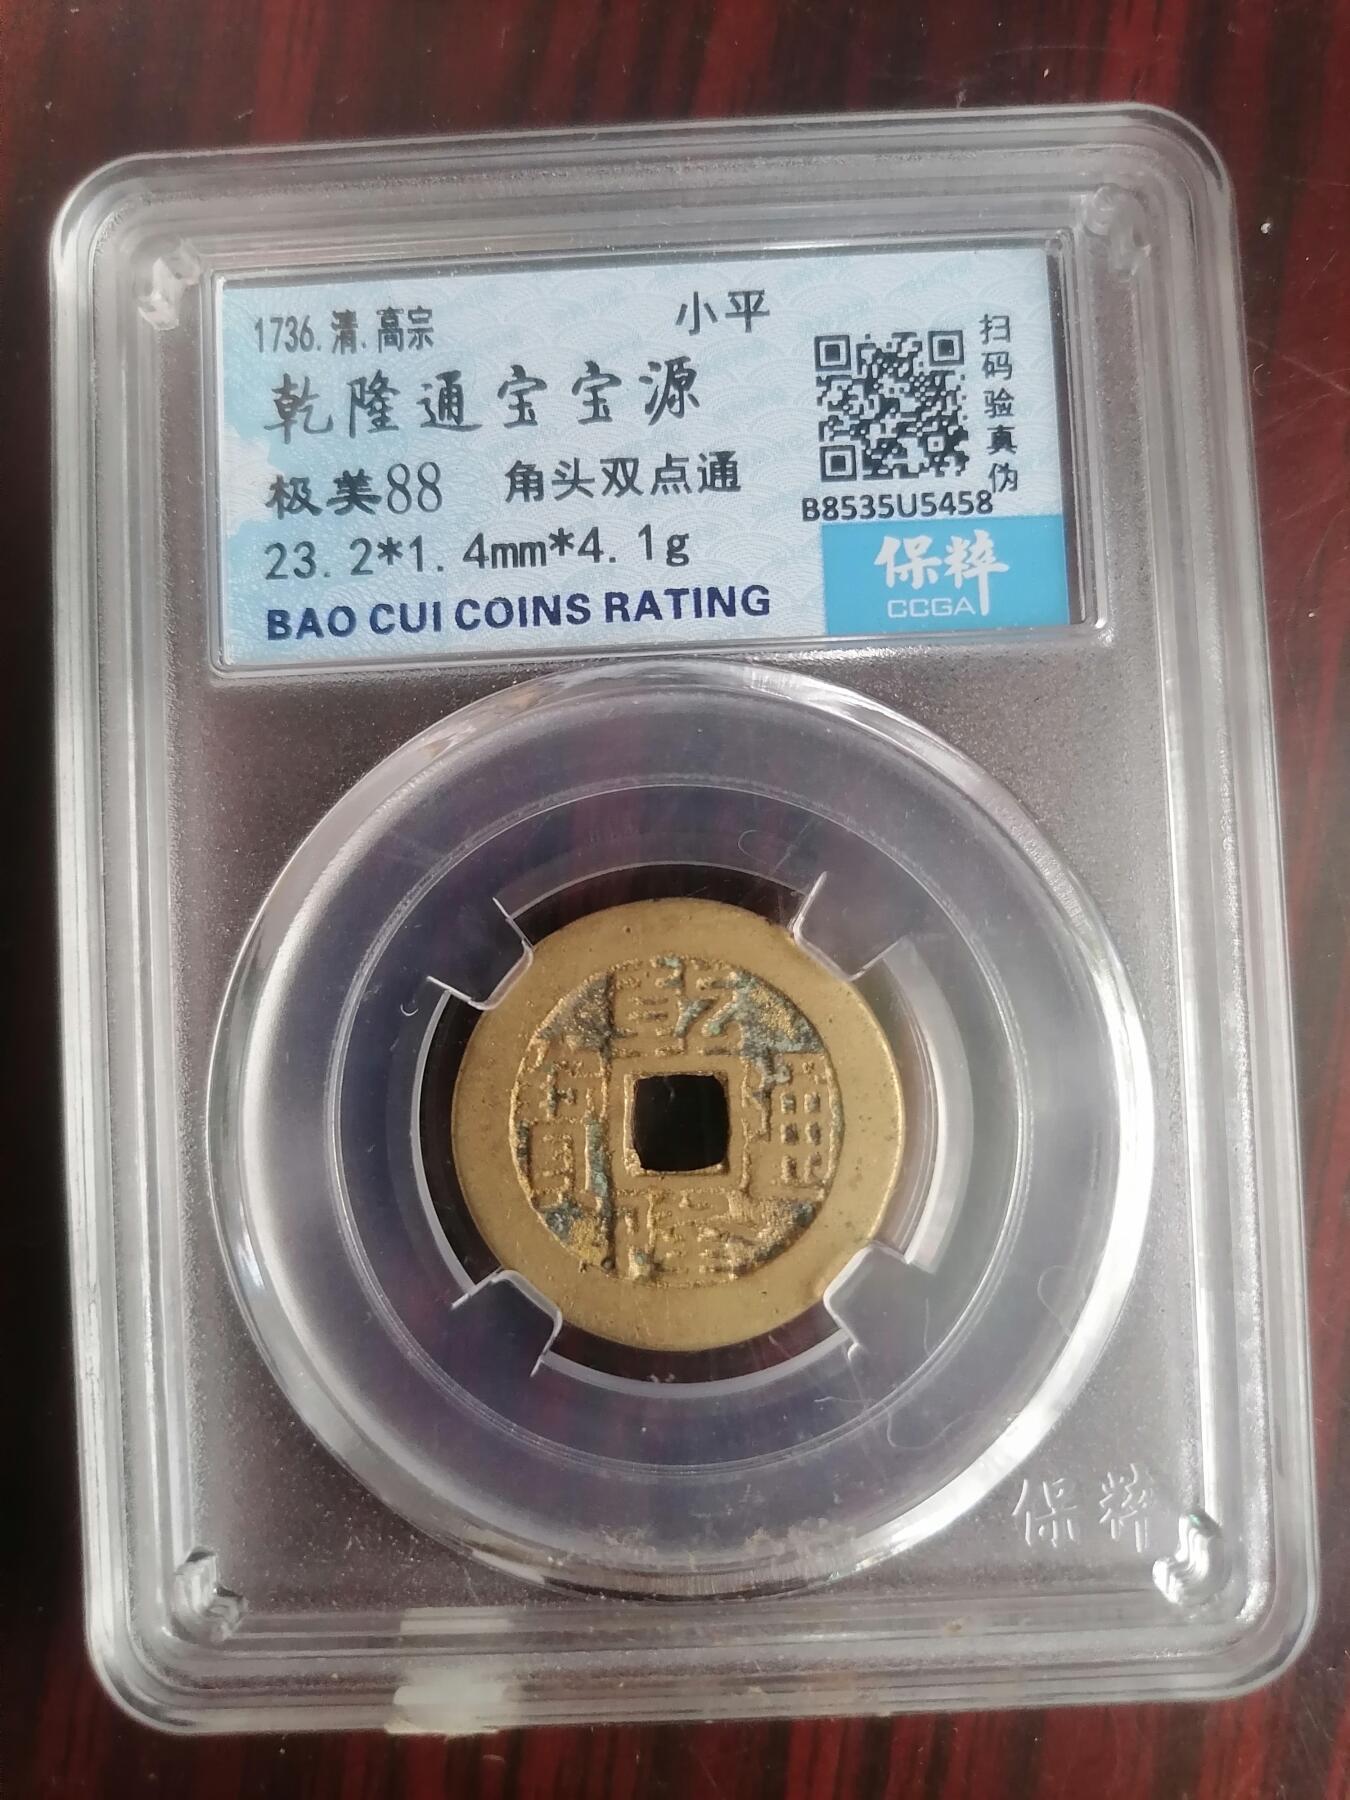 1736.清.高宗
小平
乾隆通宝宝源
极美88
角头双点通
23.2*1.4mm*4.1g
BAO CUI COINS RATING
扫码验真伪
B8535U5458
保粹
CCGA
乾隆通寳
保粹